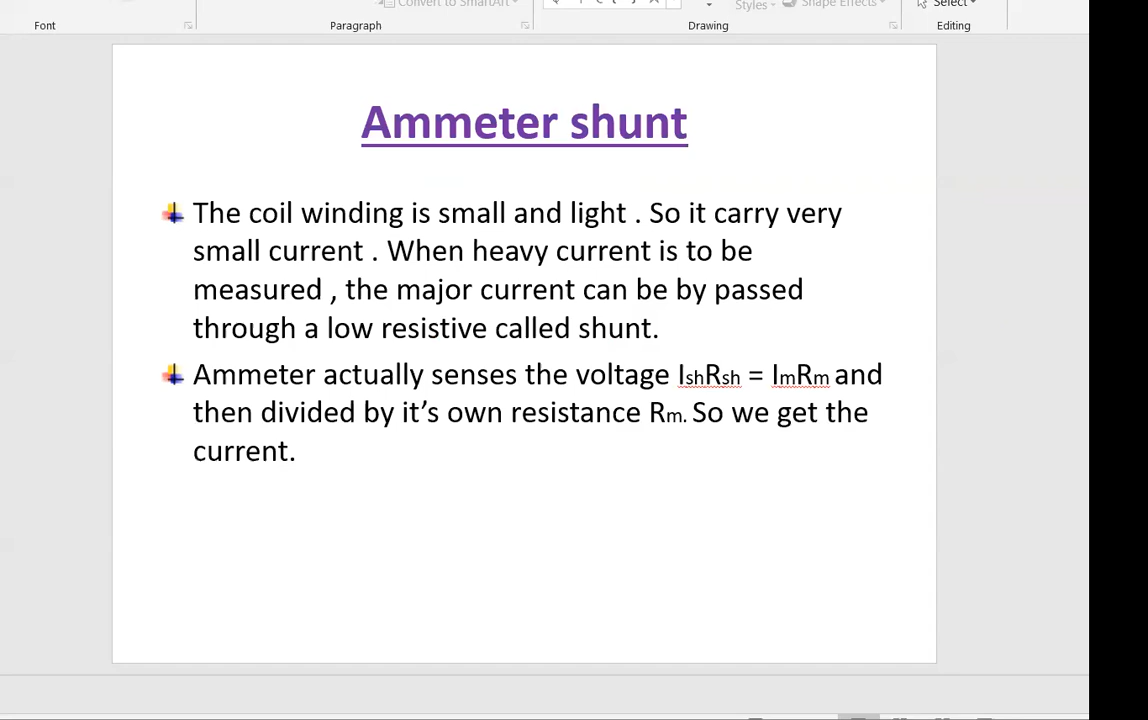 Convert to SmartArt
Styles
Shape Effects
Select
Font
Paragraph
Drawing
Editing
Ammeter shunt
The coil winding is small and light . So it carry very
small current . When heavy current is to be
measured , the major current can be by passed
through a low resistive called shunt.
Ammeter actually senses the voltage IshRsh = ImRm and
then divided by it’s own resistance Rm. So we get the
current.